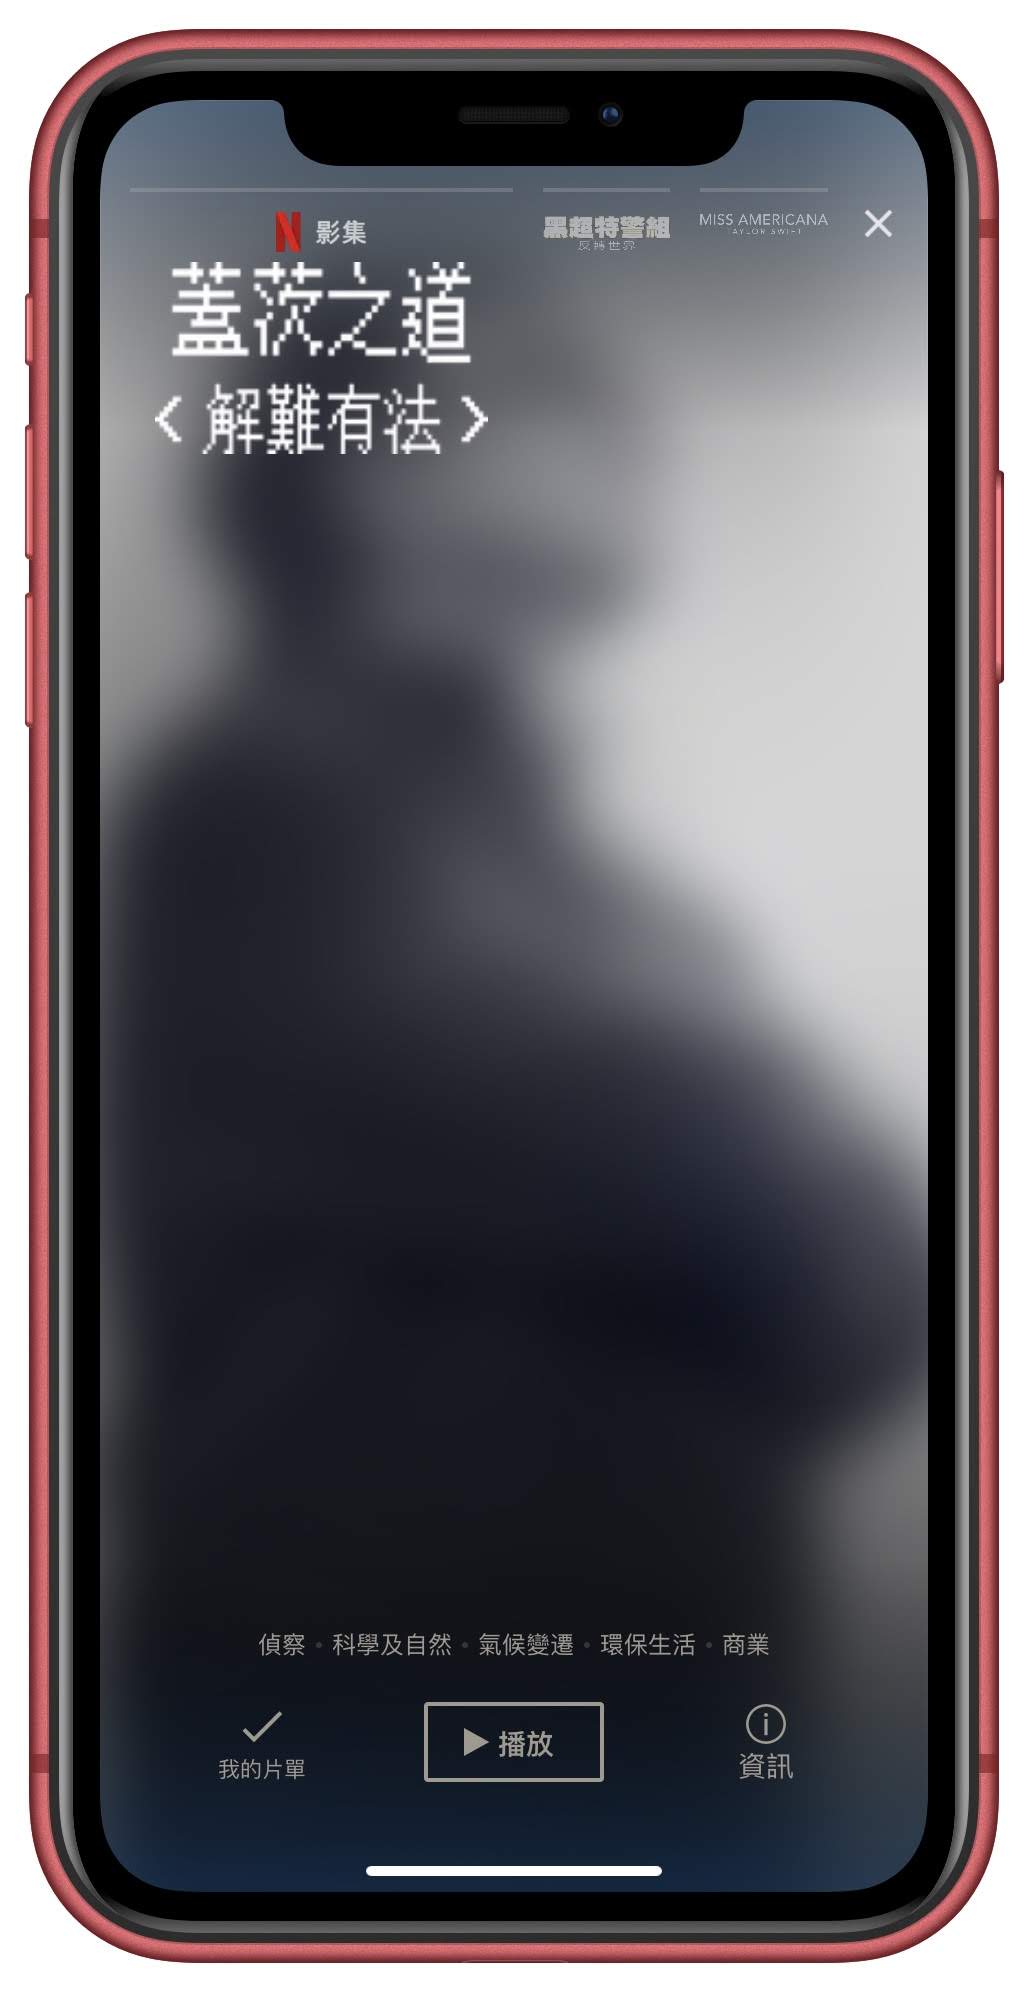 N 影集
蓋茨之道
< 解難有法 >
黑超特警組
反轉世界
MISS AMERICANA
TAYLOR SWIFT
偵察 • 科學及自然 • 氣候變遷 • 環保生活 • 商業
我的片單
播放
資訊